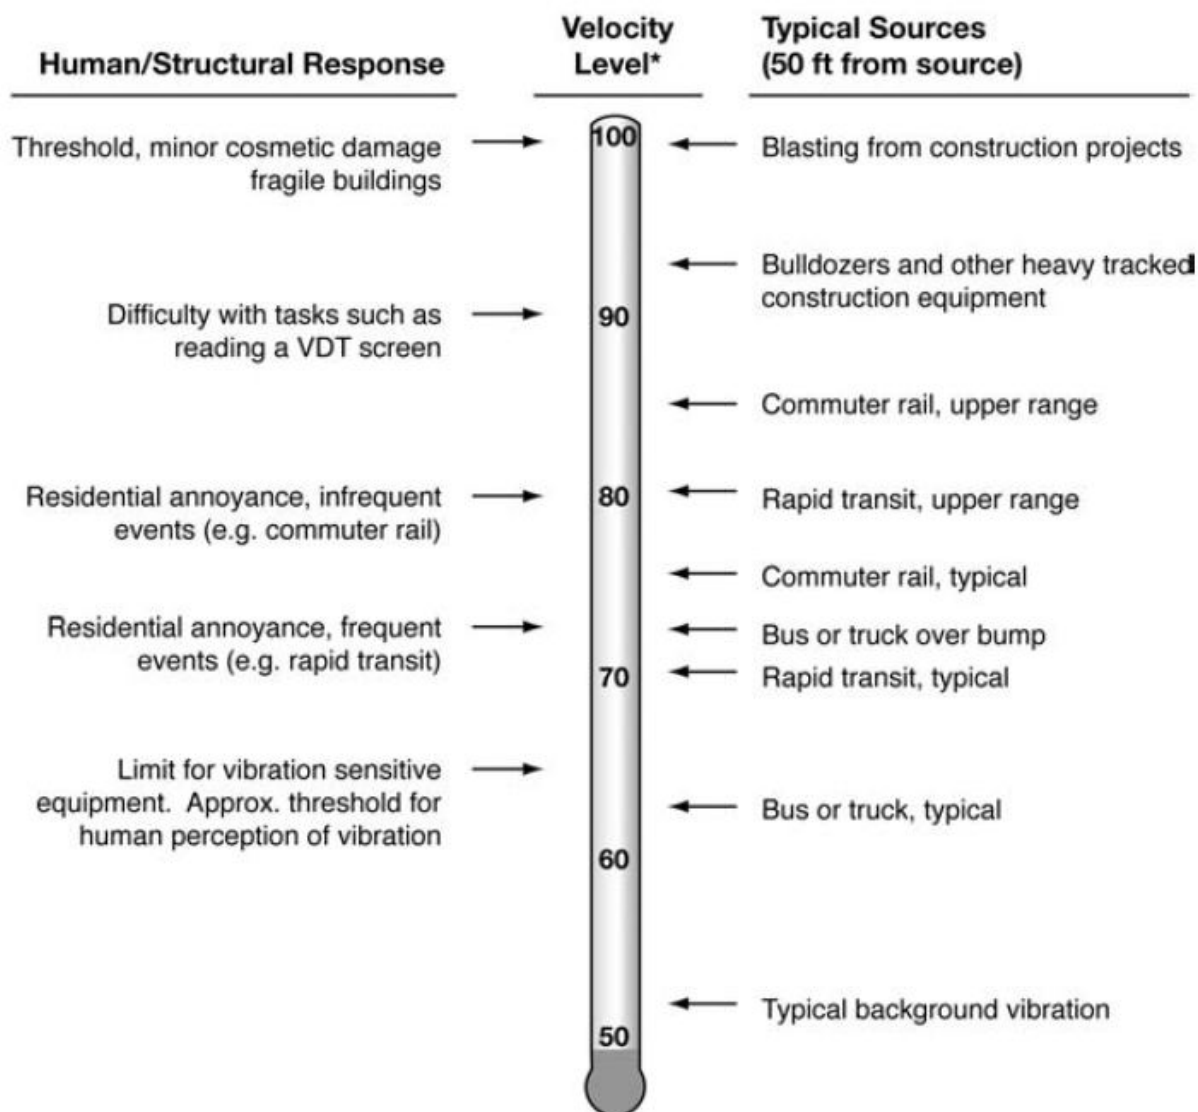 Human/Structural Response
Velocity
Level*
Typical Sources
(50 ft from source)
Threshold, minor cosmetic damage
fragile buildings
100
Blasting from construction projects
Bulldozers and other heavy tracked
construction equipment
Difficulty with tasks such as
reading a VDT screen
90
Commuter rail, upper range
Residential annoyance, infrequent
events (e.g. commuter rail)
80
Rapid transit, upper range
Commuter rail, typical
Residential annoyance, frequent
events (e.g. rapid transit)
Bus or truck over bump
70
Rapid transit, typical
Limit for vibration sensitive
equipment. Approx. threshold for
human perception of vibration
Bus or truck, typical
60
Typical background vibration
50